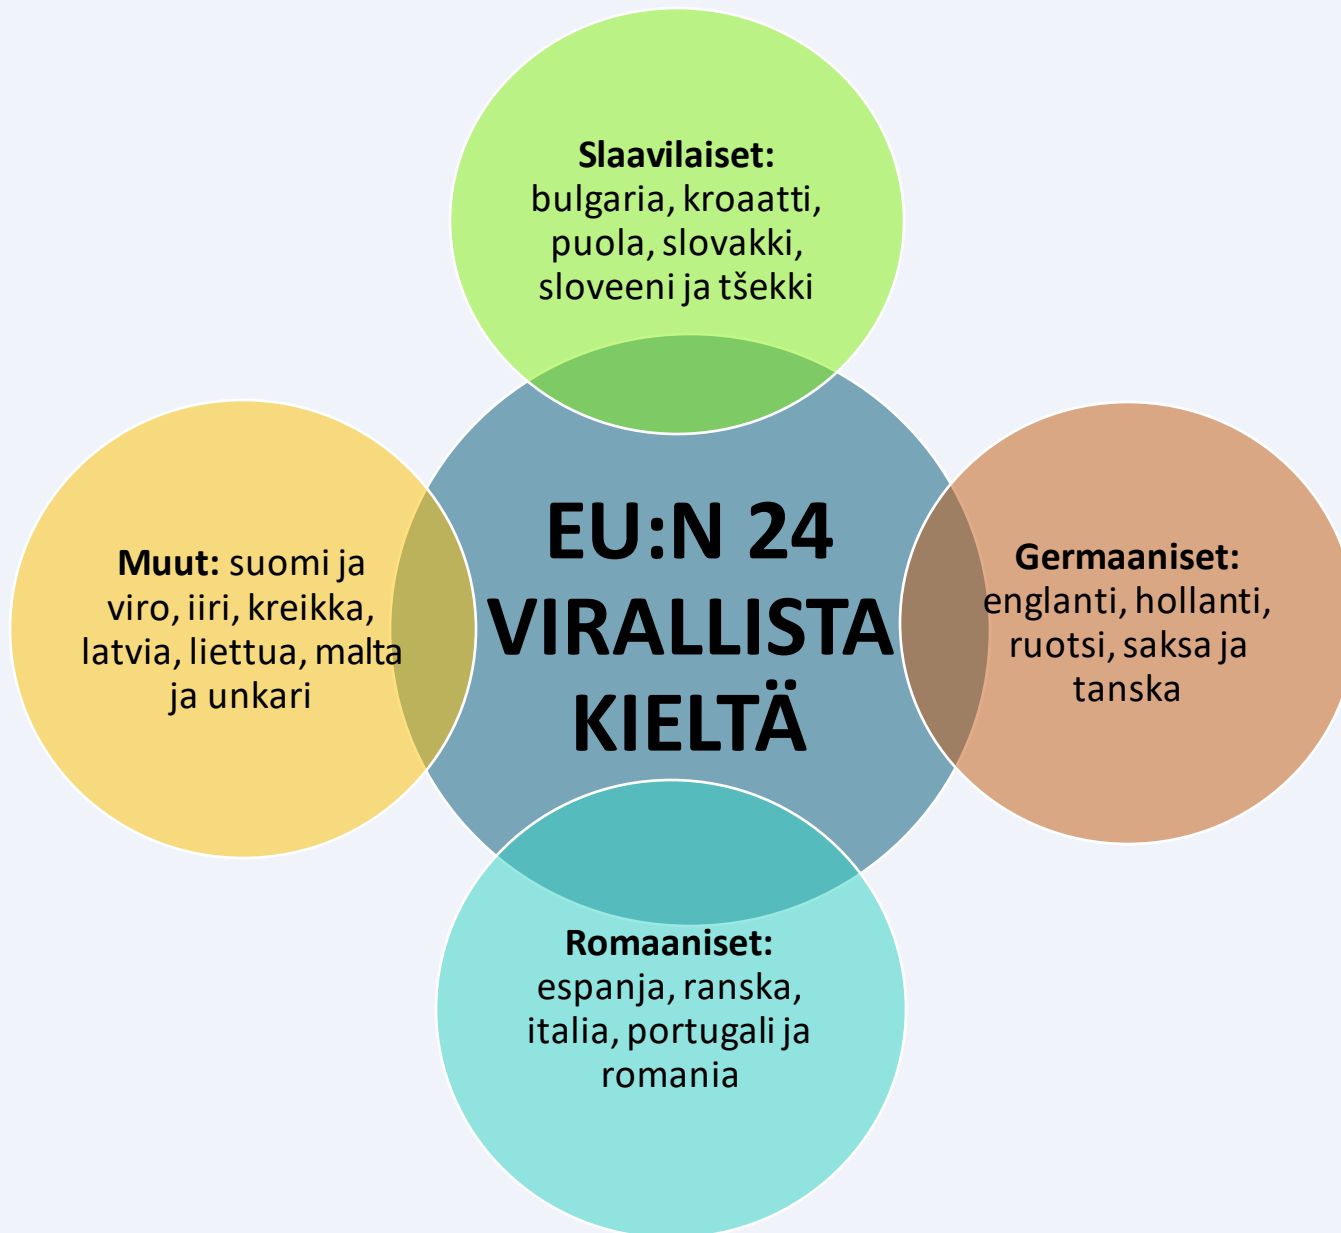 Slaavilaiset:
bulgaria, kroaatti,
puola, slovakki,
sloveeni ja tšekki
EU:N 24
VIRALLISTA
KIELTÄ
Muut: suomi ja
viro, iiri, kreikka,
latvia, liettua, malta
ja unkari
Germaaniset:
englanti, hollanti,
ruotsi, saksa ja
tanska
Romaaniset:
espanja, ranska,
italia, portugali ja
romania